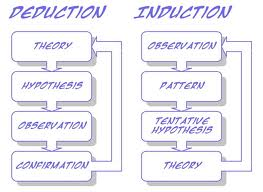 DEDUCTION
THEORY
HYPOTHESIS
OBSERVATION
CONFIRMATION
INDUCTION
OBSERVATION
PATTERN
TENTATIVE
HYPOTHESIS
THEORY